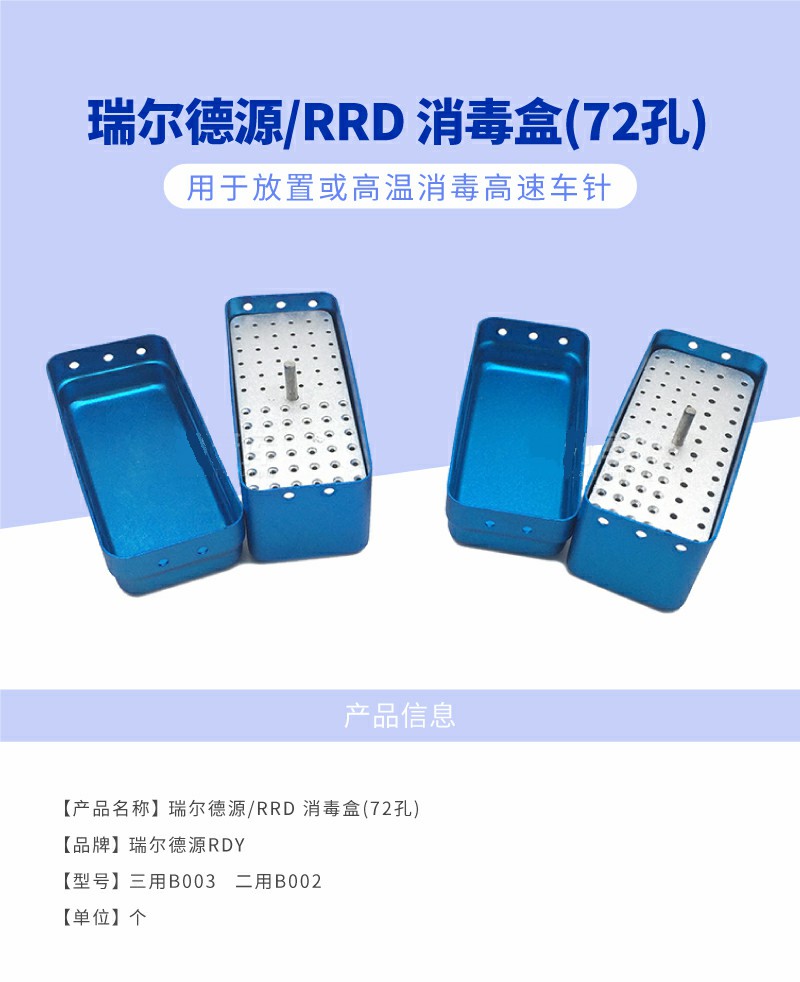 瑞尔德源/RRD 消毒盒(72孔)
用于放置或高温消毒高速车针
产品信息
【产品名称】瑞尔德源/RRD 消毒盒(72孔)
【品牌】瑞尔德源RDY
【型号】三用B003 二用B002
【单位】个